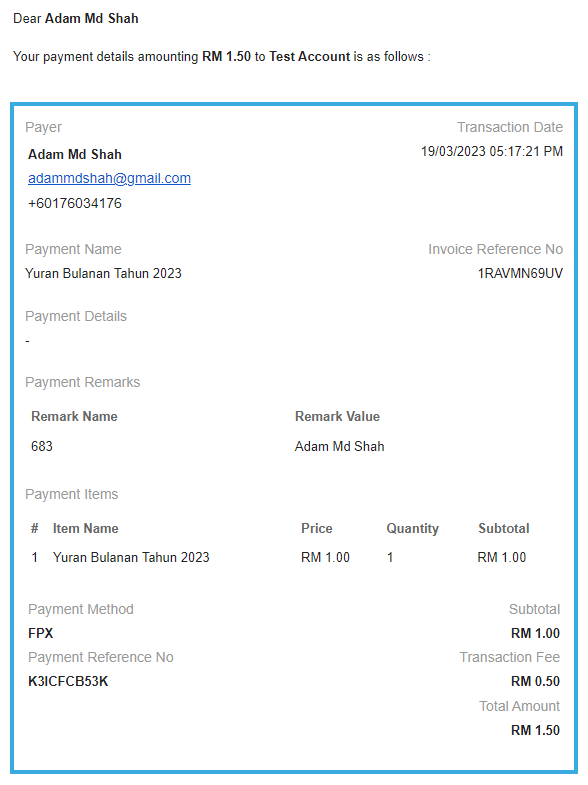 Dear Adam Md Shah
Your payment details amounting RM 1.50 to Test Account is as follows :
Payer Transaction Date
Adam Md Shah 19/03/2023 05:17:21 PM
adammdshah@gmail.com
+60176034176
Payment Name Invoice Reference No
Yuran Bulanan Tahun 2023 1RAVMN69UV
Payment Details
-
Payment Remarks
Remark Name Remark Value
683 Adam Md Shah
Payment Items
# Item Name Price Quantity Subtotal
1 Yuran Bulanan Tahun 2023 RM 1.00 1 RM 1.00
Payment Method Subtotal
FPX RM 1.00
Payment Reference No Transaction Fee
K3ICFCB53K RM 0.50
Total Amount
RM 1.50